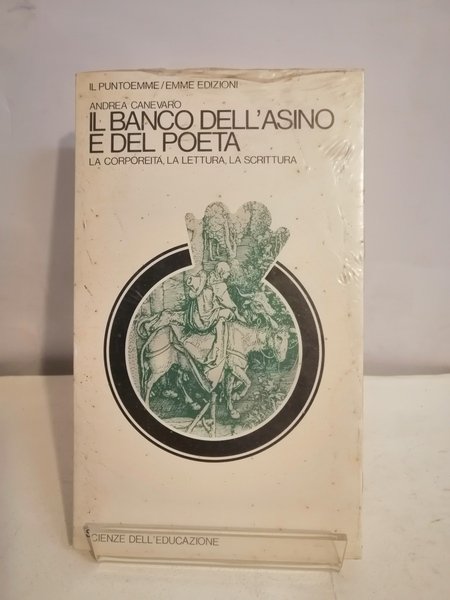 IL PUNTOEMME/EMME EDIZIONI
ANDREA CANEVARO
IL BANCO DELL'ASINO
E DEL POETA
LA CORPOREITÀ, LA LETTURA, LA SCRITTURA
SCIENZE DELL'EDUCAZIONE